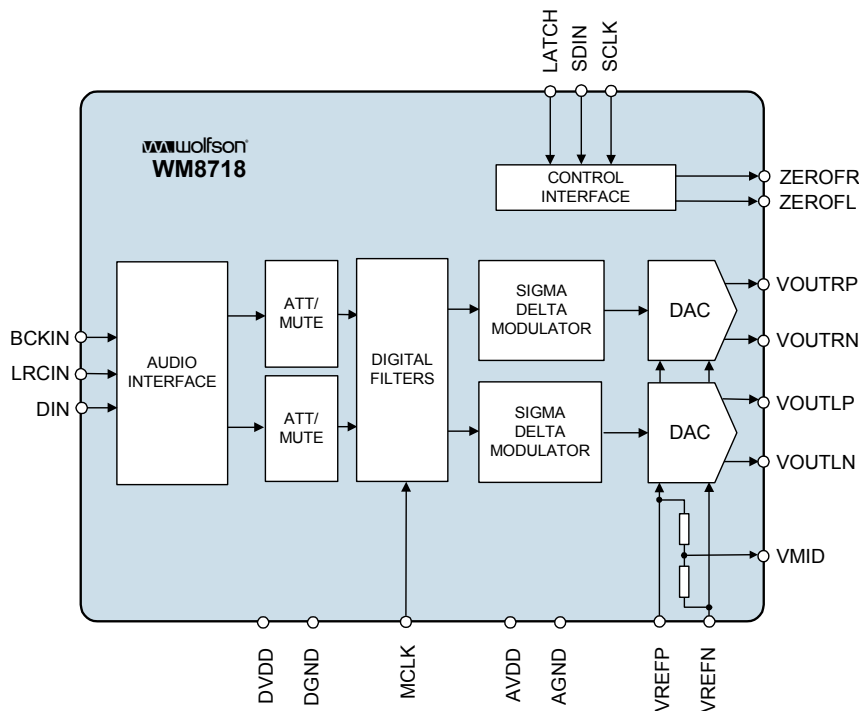 LATCH
SDIN
SCLK
wolfson®
WM8718
CONTROL
INTERFACE
ZEROFR
ZEROFL
BCKIN
LRCIN
DIN
AUDIO
INTERFACE
ATT/
MUTE
ATT/
MUTE
DIGITAL
FILTERS
SIGMA
DELTA
MODULATOR
SIGMA
DELTA
MODULATOR
DAC
DAC
VOUTRP
VOUTRN
VOUTLP
VOUTLN
VMID
DVDD
DGND
MCLK
AVDD
AGND
VREFP
VREFN